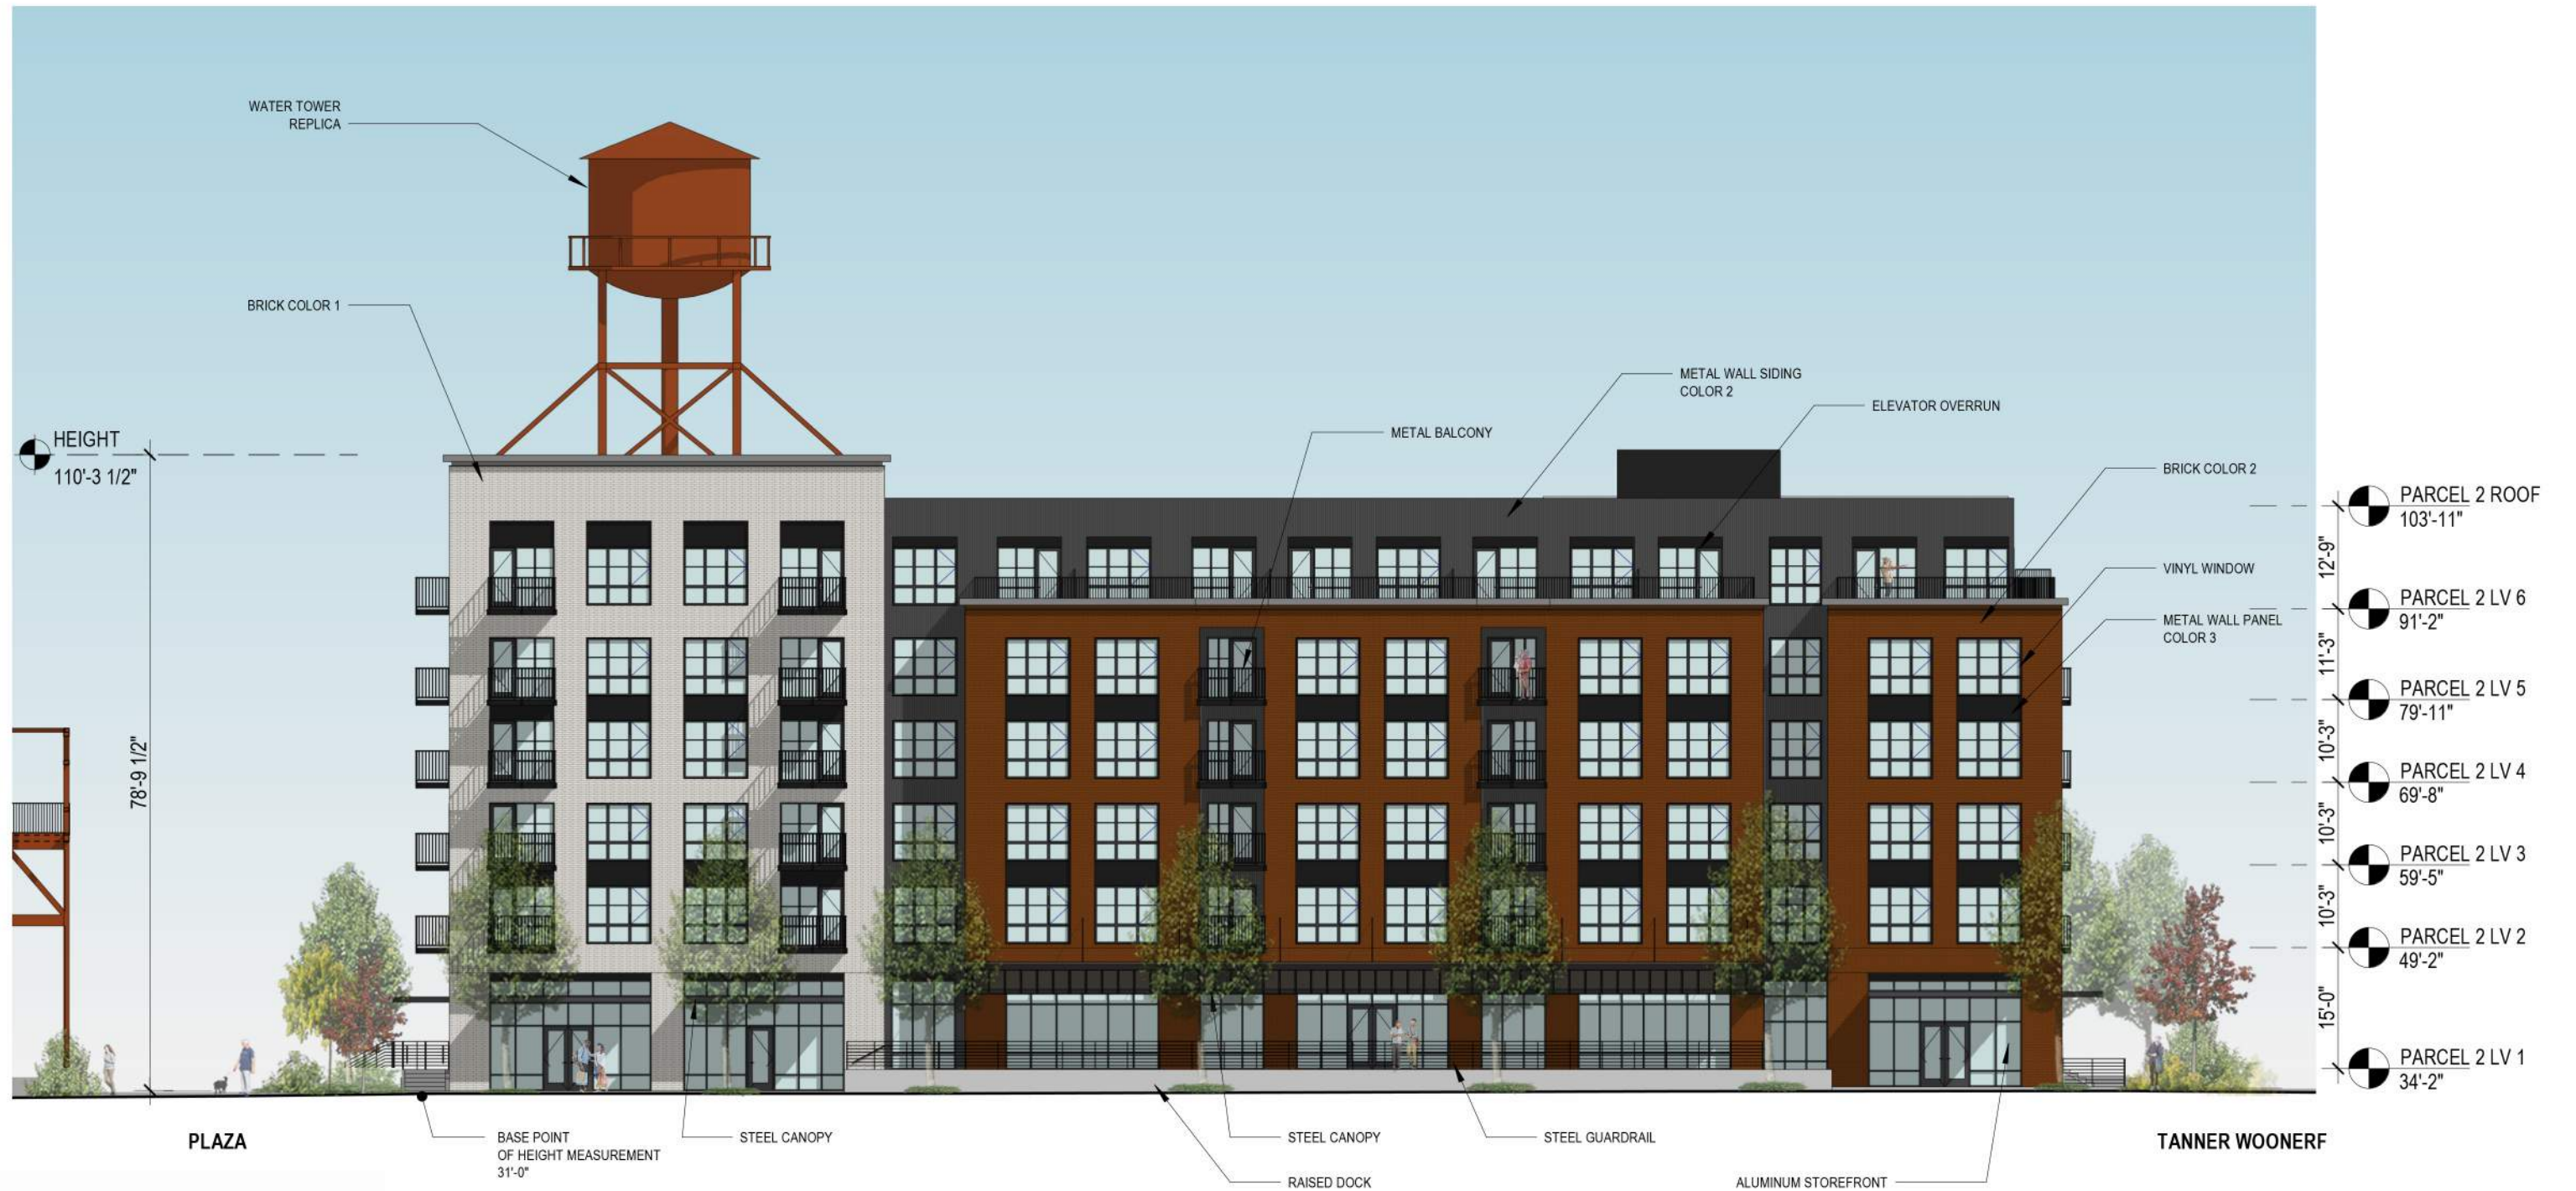 WATER TOWER
REPLICA
BRICK COLOR 1
METAL WALL SIDING
COLOR 2
ELEVATOR OVERRUN
METAL BALCONY
HEIGHT
110'-3 1/2"
BRICK COLOR 2
VINYL WINDOW
METAL WALL PANEL
COLOR 3
78'-9 1/2"
PARCEL 2 ROOF
103'-11"
12'-9"
PARCEL 2 LV 6
91'-2"
11'-3"
PARCEL 2 LV 5
79'-11"
10'-3"
PARCEL 2 LV 4
69'-8"
10'-3"
PARCEL 2 LV 3
59'-5"
10'-3"
PARCEL 2 LV 2
49'-2"
15'-0"
PARCEL 2 LV 1
34'-2"
PLAZA
BASE POINT
OF HEIGHT MEASUREMENT
31'-0"
STEEL CANOPY
STEEL CANOPY
STEEL GUARDRAIL
TANNER WOONERF
RAISED DOCK
ALUMINUM STOREFRONT